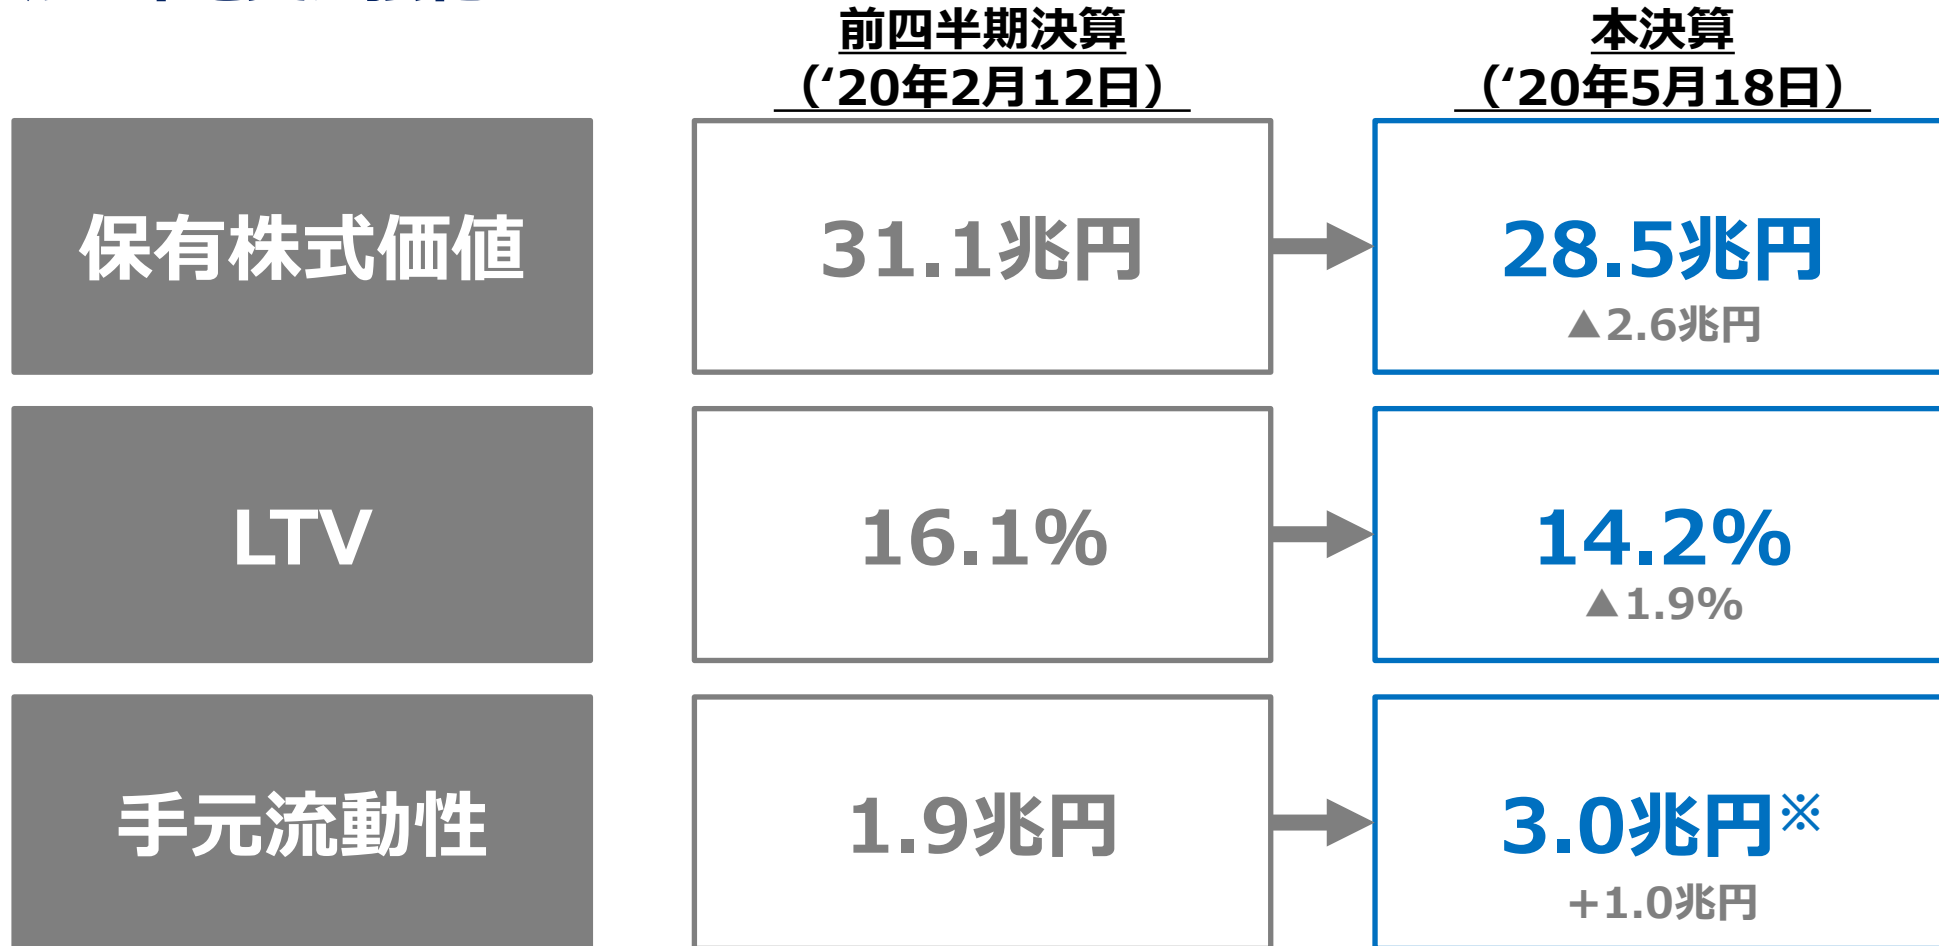 前四半期決算
（‘20年2月12日）
本決算
（‘20年5月18日）
保有株式価値
31.1兆円
28.5兆円
▲2.6兆円
LTV
16.1%
14.2%
▲1.9%
手元流動性
1.9兆円
3.0兆円※
+1.0兆円